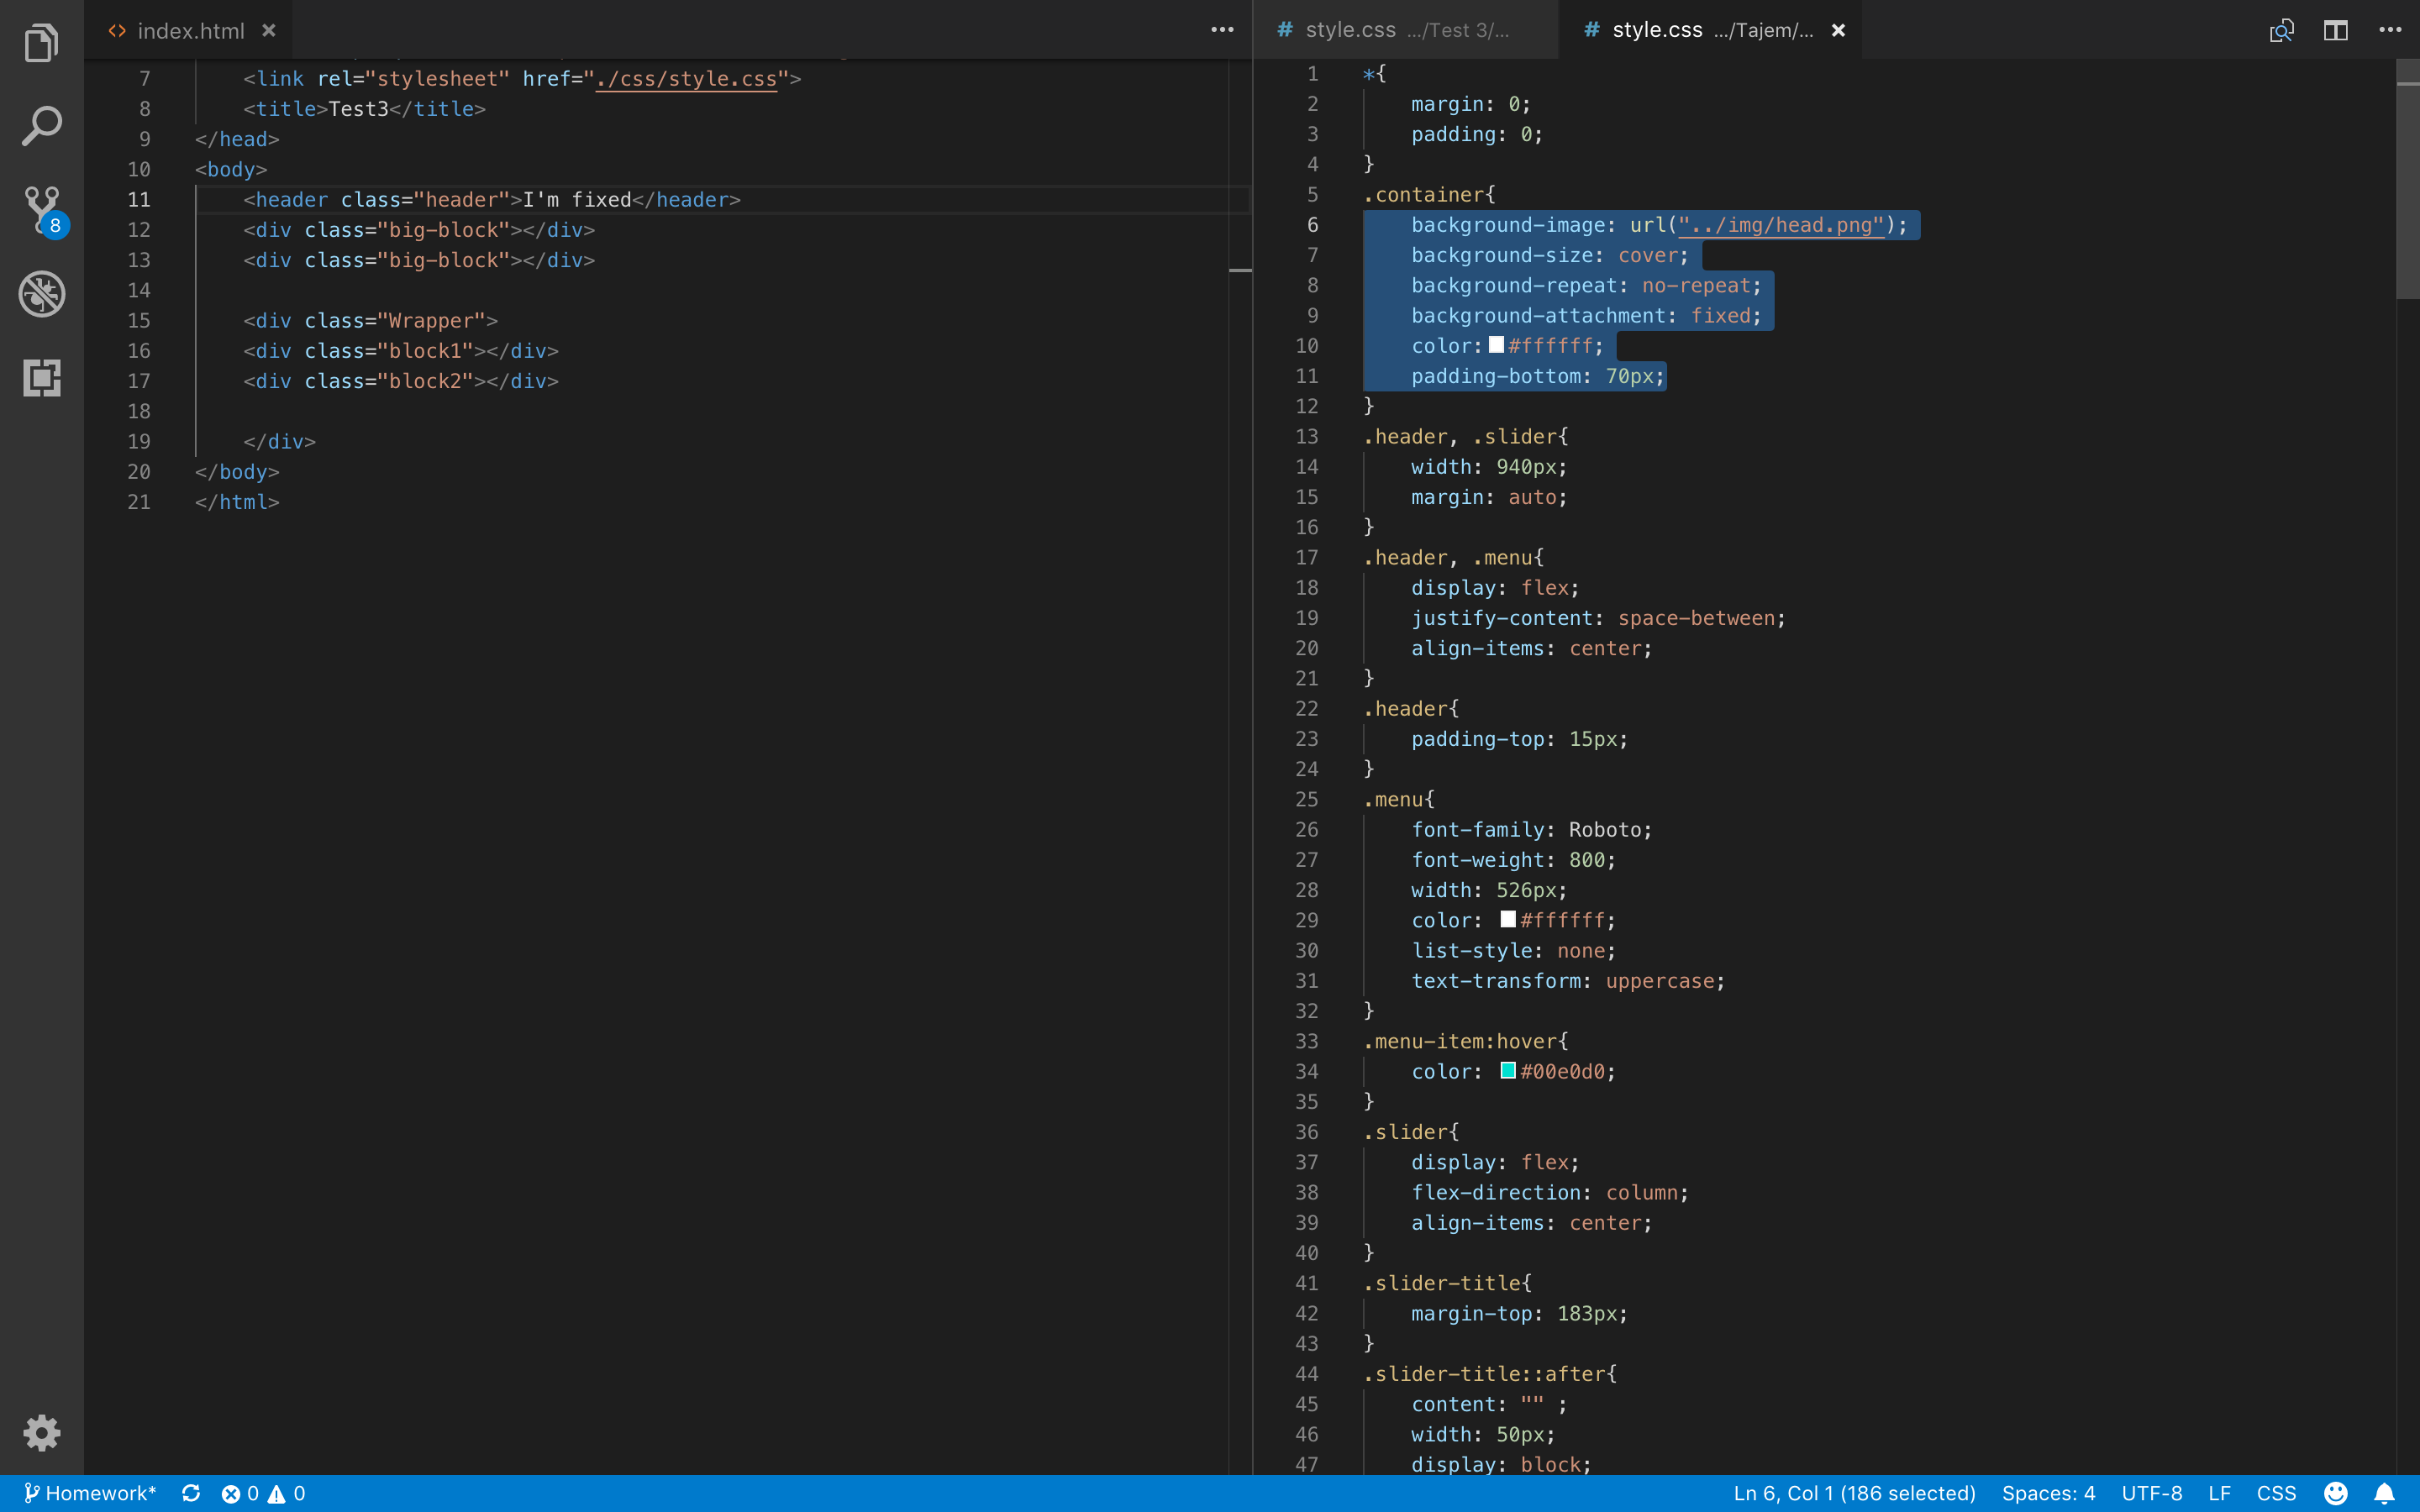 index.html
7 <link rel="stylesheet" href="./css/style.css">
8 <title>Test3</title>
9 </head>
10 <body>
11 <header class="header">I'm fixed</header>
12 <div class="big-block"></div>
13 <div class="big-block"></div>
14
15 <div class="Wrapper">
16 <div class="block1"></div>
17 <div class="block2"></div>
18
19 </div>
20 </body>
21 </html>
style.css .../Test 3/...
style.css .../Tajem/...
1 *{
2 margin: 0;
3 padding: 0;
4 }
5 .container{
6 background-image: url("../img/head.png");
7 background-size: cover;
8 background-repeat: no-repeat;
9 background-attachment: fixed;
10 color: #ffffff;
11 padding-bottom: 70px;
12 }
13 .header, .slider{
14 width: 940px;
15 margin: auto;
16 }
17 .header, .menu{
18 display: flex;
19 justify-content: space-between;
20 align-items: center;
21 }
22 .header{
23 padding-top: 15px;
24 }
25 .menu{
26 font-family: Roboto;
27 font-weight: 800;
28 width: 526px;
29 color: #ffffff;
30 list-style: none;
31 text-transform: uppercase;
32 }
33 .menu-item:hover{
34 color: #00e0d0;
35 }
36 .slider{
37 display: flex;
38 flex-direction: column;
39 align-items: center;
40 }
41 .slider-title{
42 margin-top: 183px;
43 }
44 .slider-title::after{
45 content: "" ;
46 width: 50px;
47 display: block;
8
Homework* 0 0 Ln 6, Col 1 (186 selected) Spaces: 4 UTF-8 LF CSS